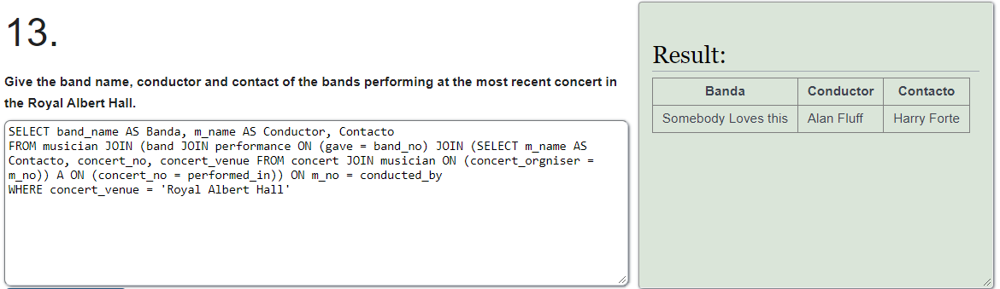 13.
Give the band name, conductor and contact of the bands performing at the most recent concert in
the Royal Albert Hall.
SELECT band_name AS Banda, m_name AS Conductor, Contacto
FROM musician JOIN (band JOIN performance ON (gave = band_no) JOIN (SELECT m_name AS
Contacto, concert_no, concert_venue FROM concert JOIN musician ON (concert_orgniser =
m_no)) A ON (concert_no = performed_in)) ON m_no = conducted_by
WHERE concert_venue = 'Royal Albert Hall'
Result:
Banda Conductor Contacto
Somebody Loves this Alan Fluff Harry Forte